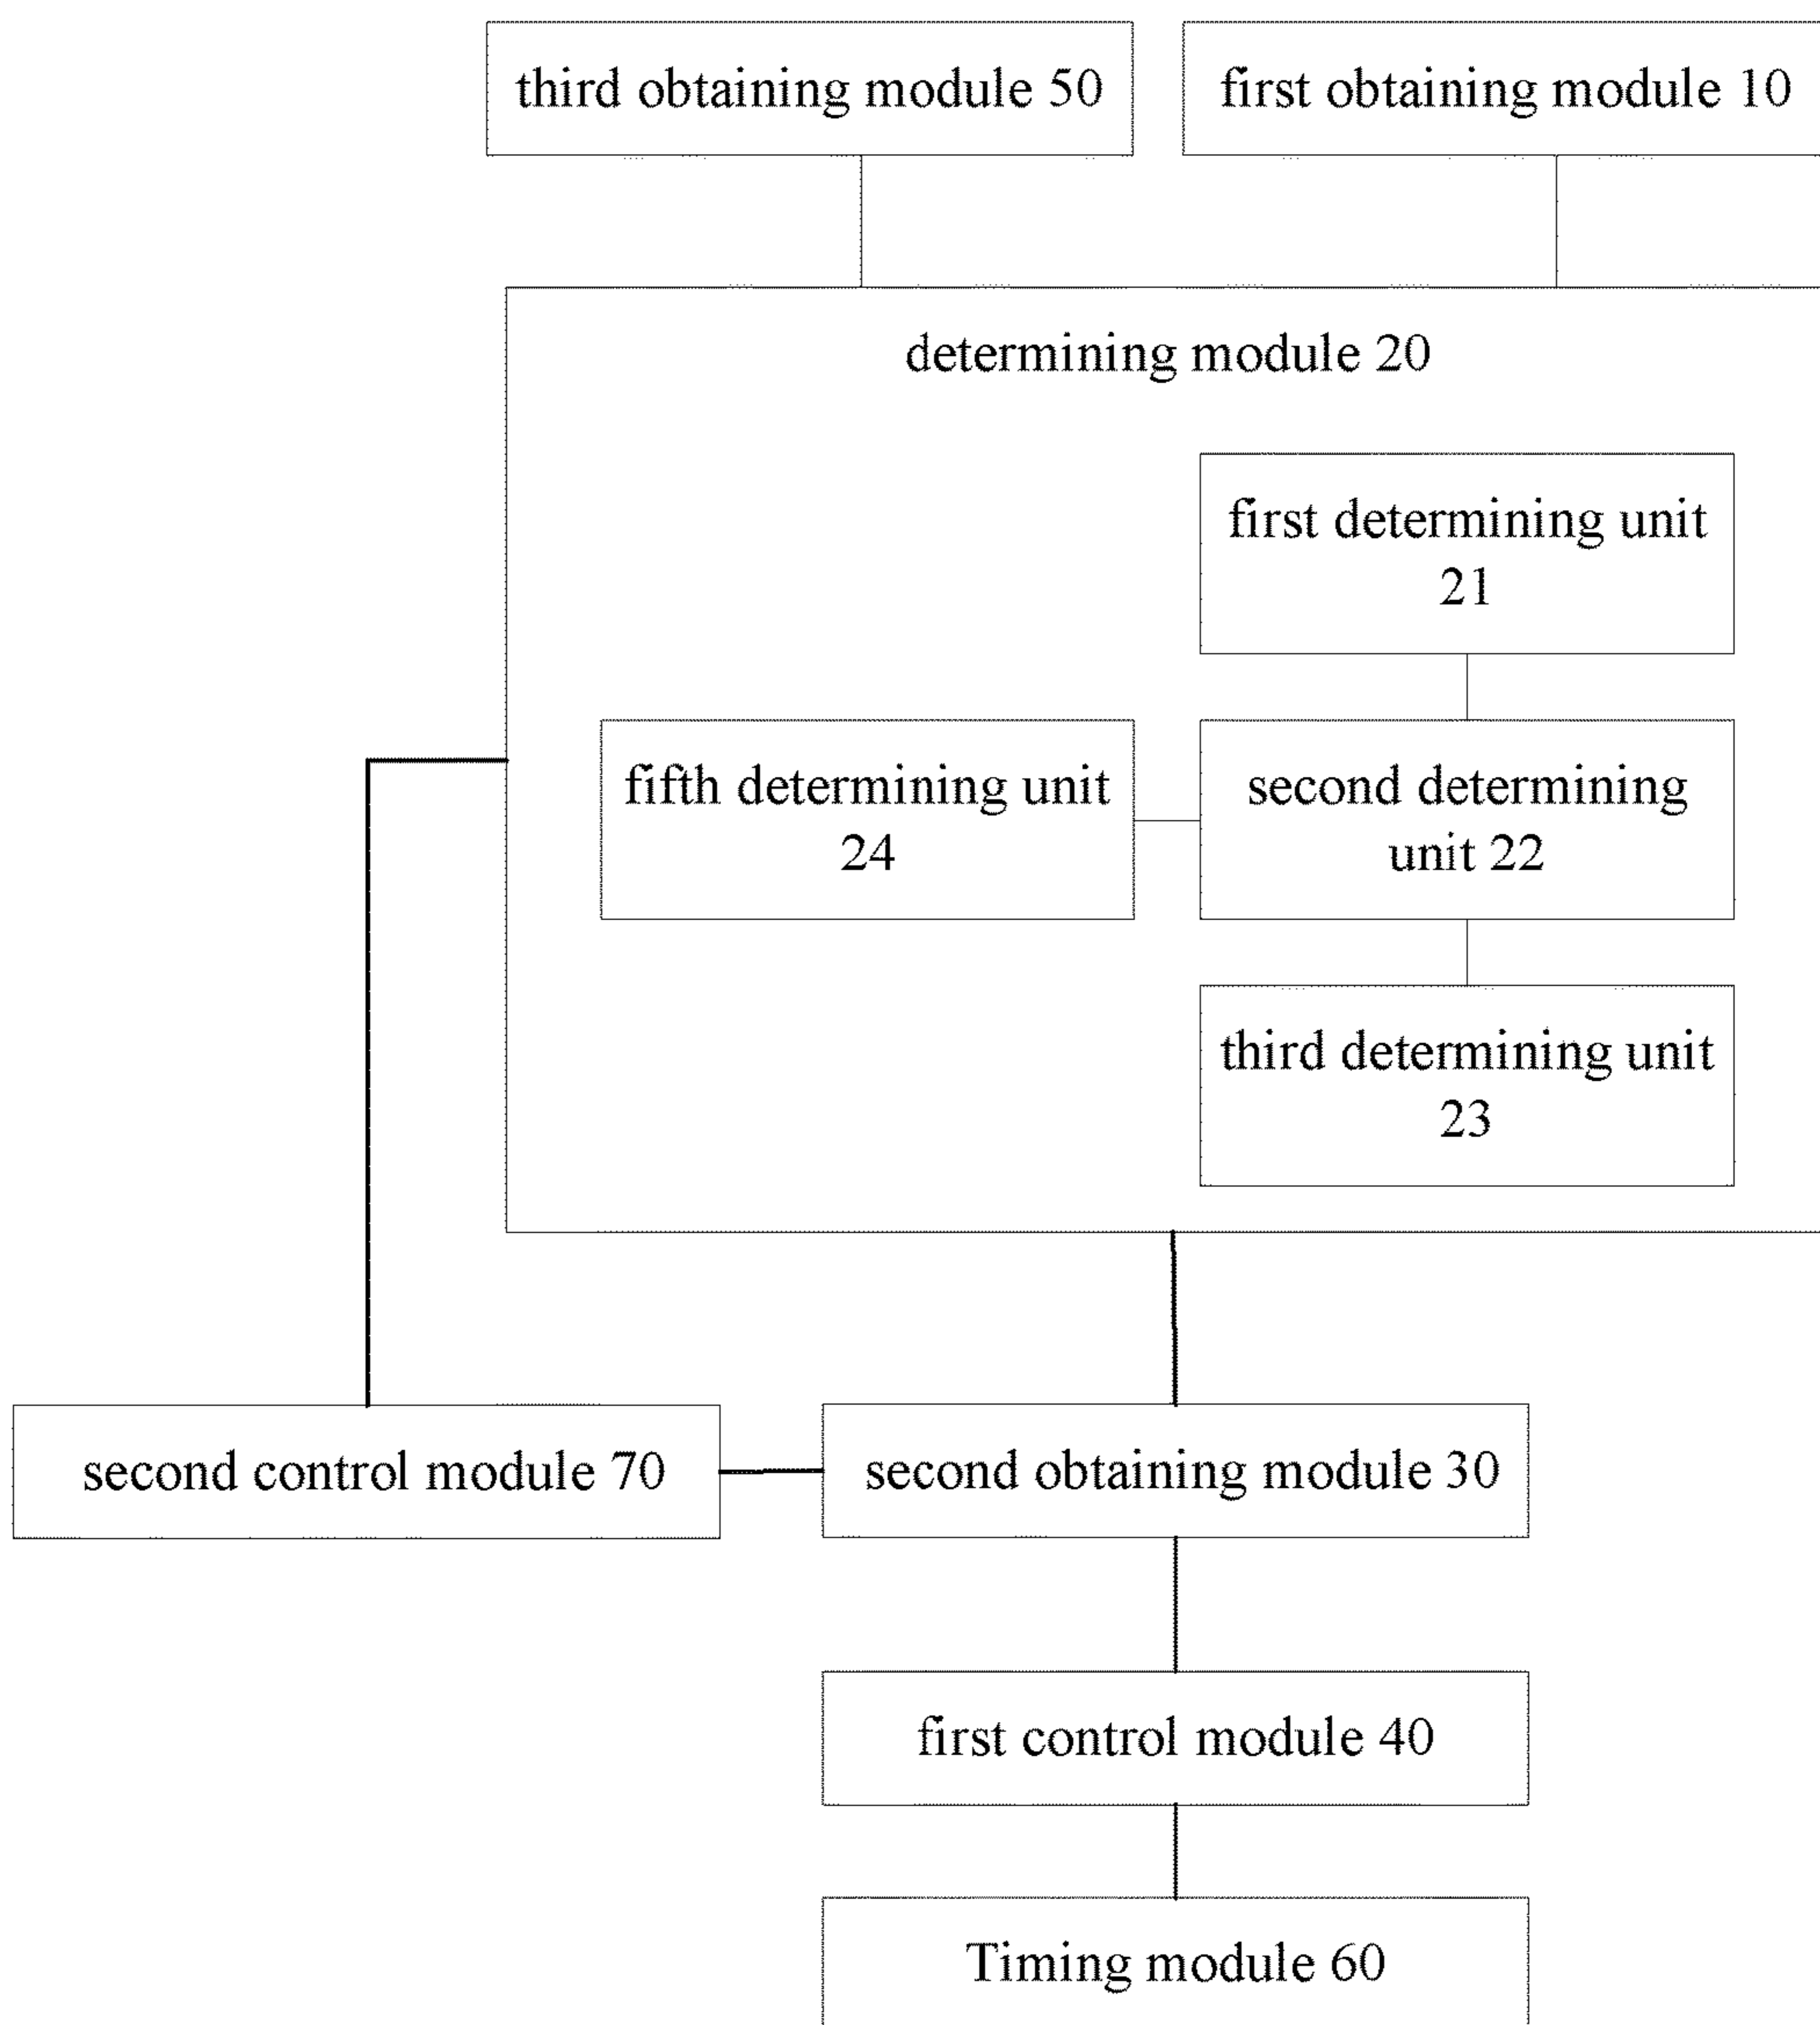 third obtaining module 50
first obtaining module 10
determining module 20
first determining unit
21
fifth determining unit
24
second determining
unit 22
third determining unit
23
second control module 70
second obtaining module 30
first control module 40
Timing module 60